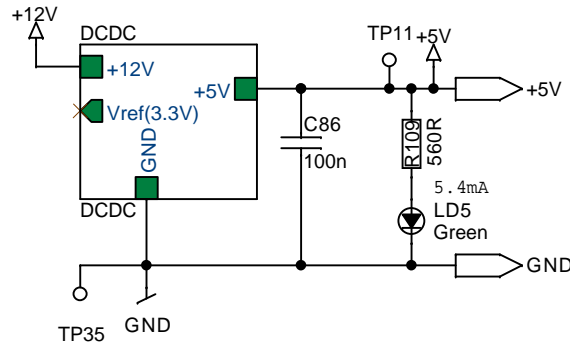 +12V
DCDC
+12V
Vref(3.3V)
GND
+5V
DCDC
C86
100n
TP11
+5V
+5V
R109
560R
5.4mA
LD5
Green
GND
TP35
GND